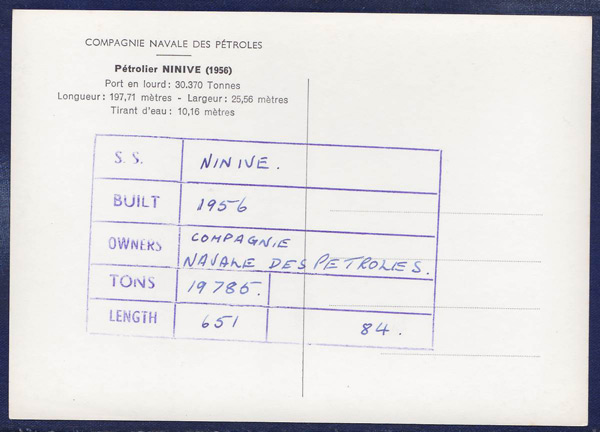 COMPAGNIE NAVALE DES PÉTROLES
Pétrolier NINIVE (1956)
Port en lourd : 30.370 Tonnes
Longueur : 197,71 mètres - Largeur : 25,56 mètres
Tirant d'eau : 10,16 mètres
S. S. NINIVE.
BUILT 1956
OWNERS COMPAGNIE
NAVALE DES PETROLES.
TONS 19785.
LENGTH 651 84.